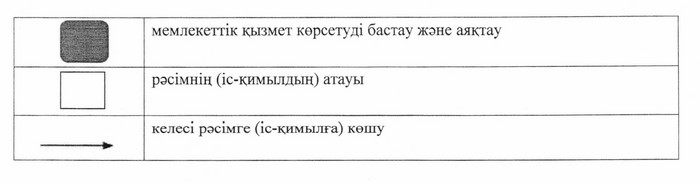 мемлекеттік қызмет көрсетуді бастау және аяқтау
рәсімнің (іс-қимылдың) атауы
келесі рәсімге (іс-қимылға) көшу